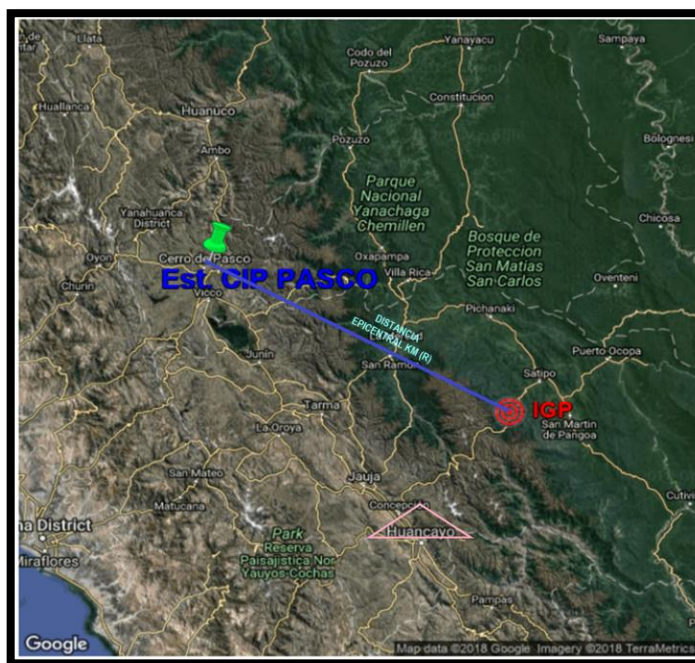 Llata
Codo del
Pozuzo
Yanayacu
Sampaya
Huallanca
Huanuco
Constitucion
Bolognesi
Ambo
Pozuzo
Parque
Nacional
Yanachaga
Chemillen
Yanahuanca
District
Bosque de
Proteccion
San Matias
San Carlos
Chicosa
Oyon
Cerro de Pasco
Oxapampa
Villa Rica
Oventeni
Churin
Est. CIP PASCO
Vicco
Pichanaki
DISTANCIA
EPICENTRAL KM (R)
Junin
San Ramon
Puerto Ocopa
Satipo
Tarma
IGP
La Oroya
San Martin
de Pangoa
San Mateo
Jauja
Matucana
Concepción
Cutivi
na District
Miraflores
Park
Reserva
Paisajistica Nor
Yauyos-Cochas
Huancayo
Pampas
Google
Map data ©2018 Google Imagery ©2018 TerraMetrics